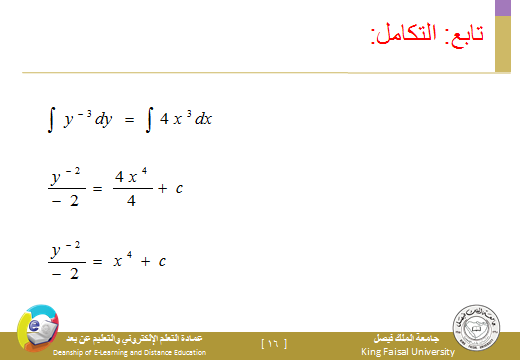 تابع: التكامل:
∫ y⁻³ dy = ∫ 4x³ dx
y⁻² / −2 = 4x⁴ / 4 + c
y⁻² / −2 = x⁴ + c
جامعة الملك فيصل
King Faisal University
[ ١٦ ]
عمادة التعلم الإلكتروني والتعليم عن بعد
Deanship of E-Learning and Distance Education